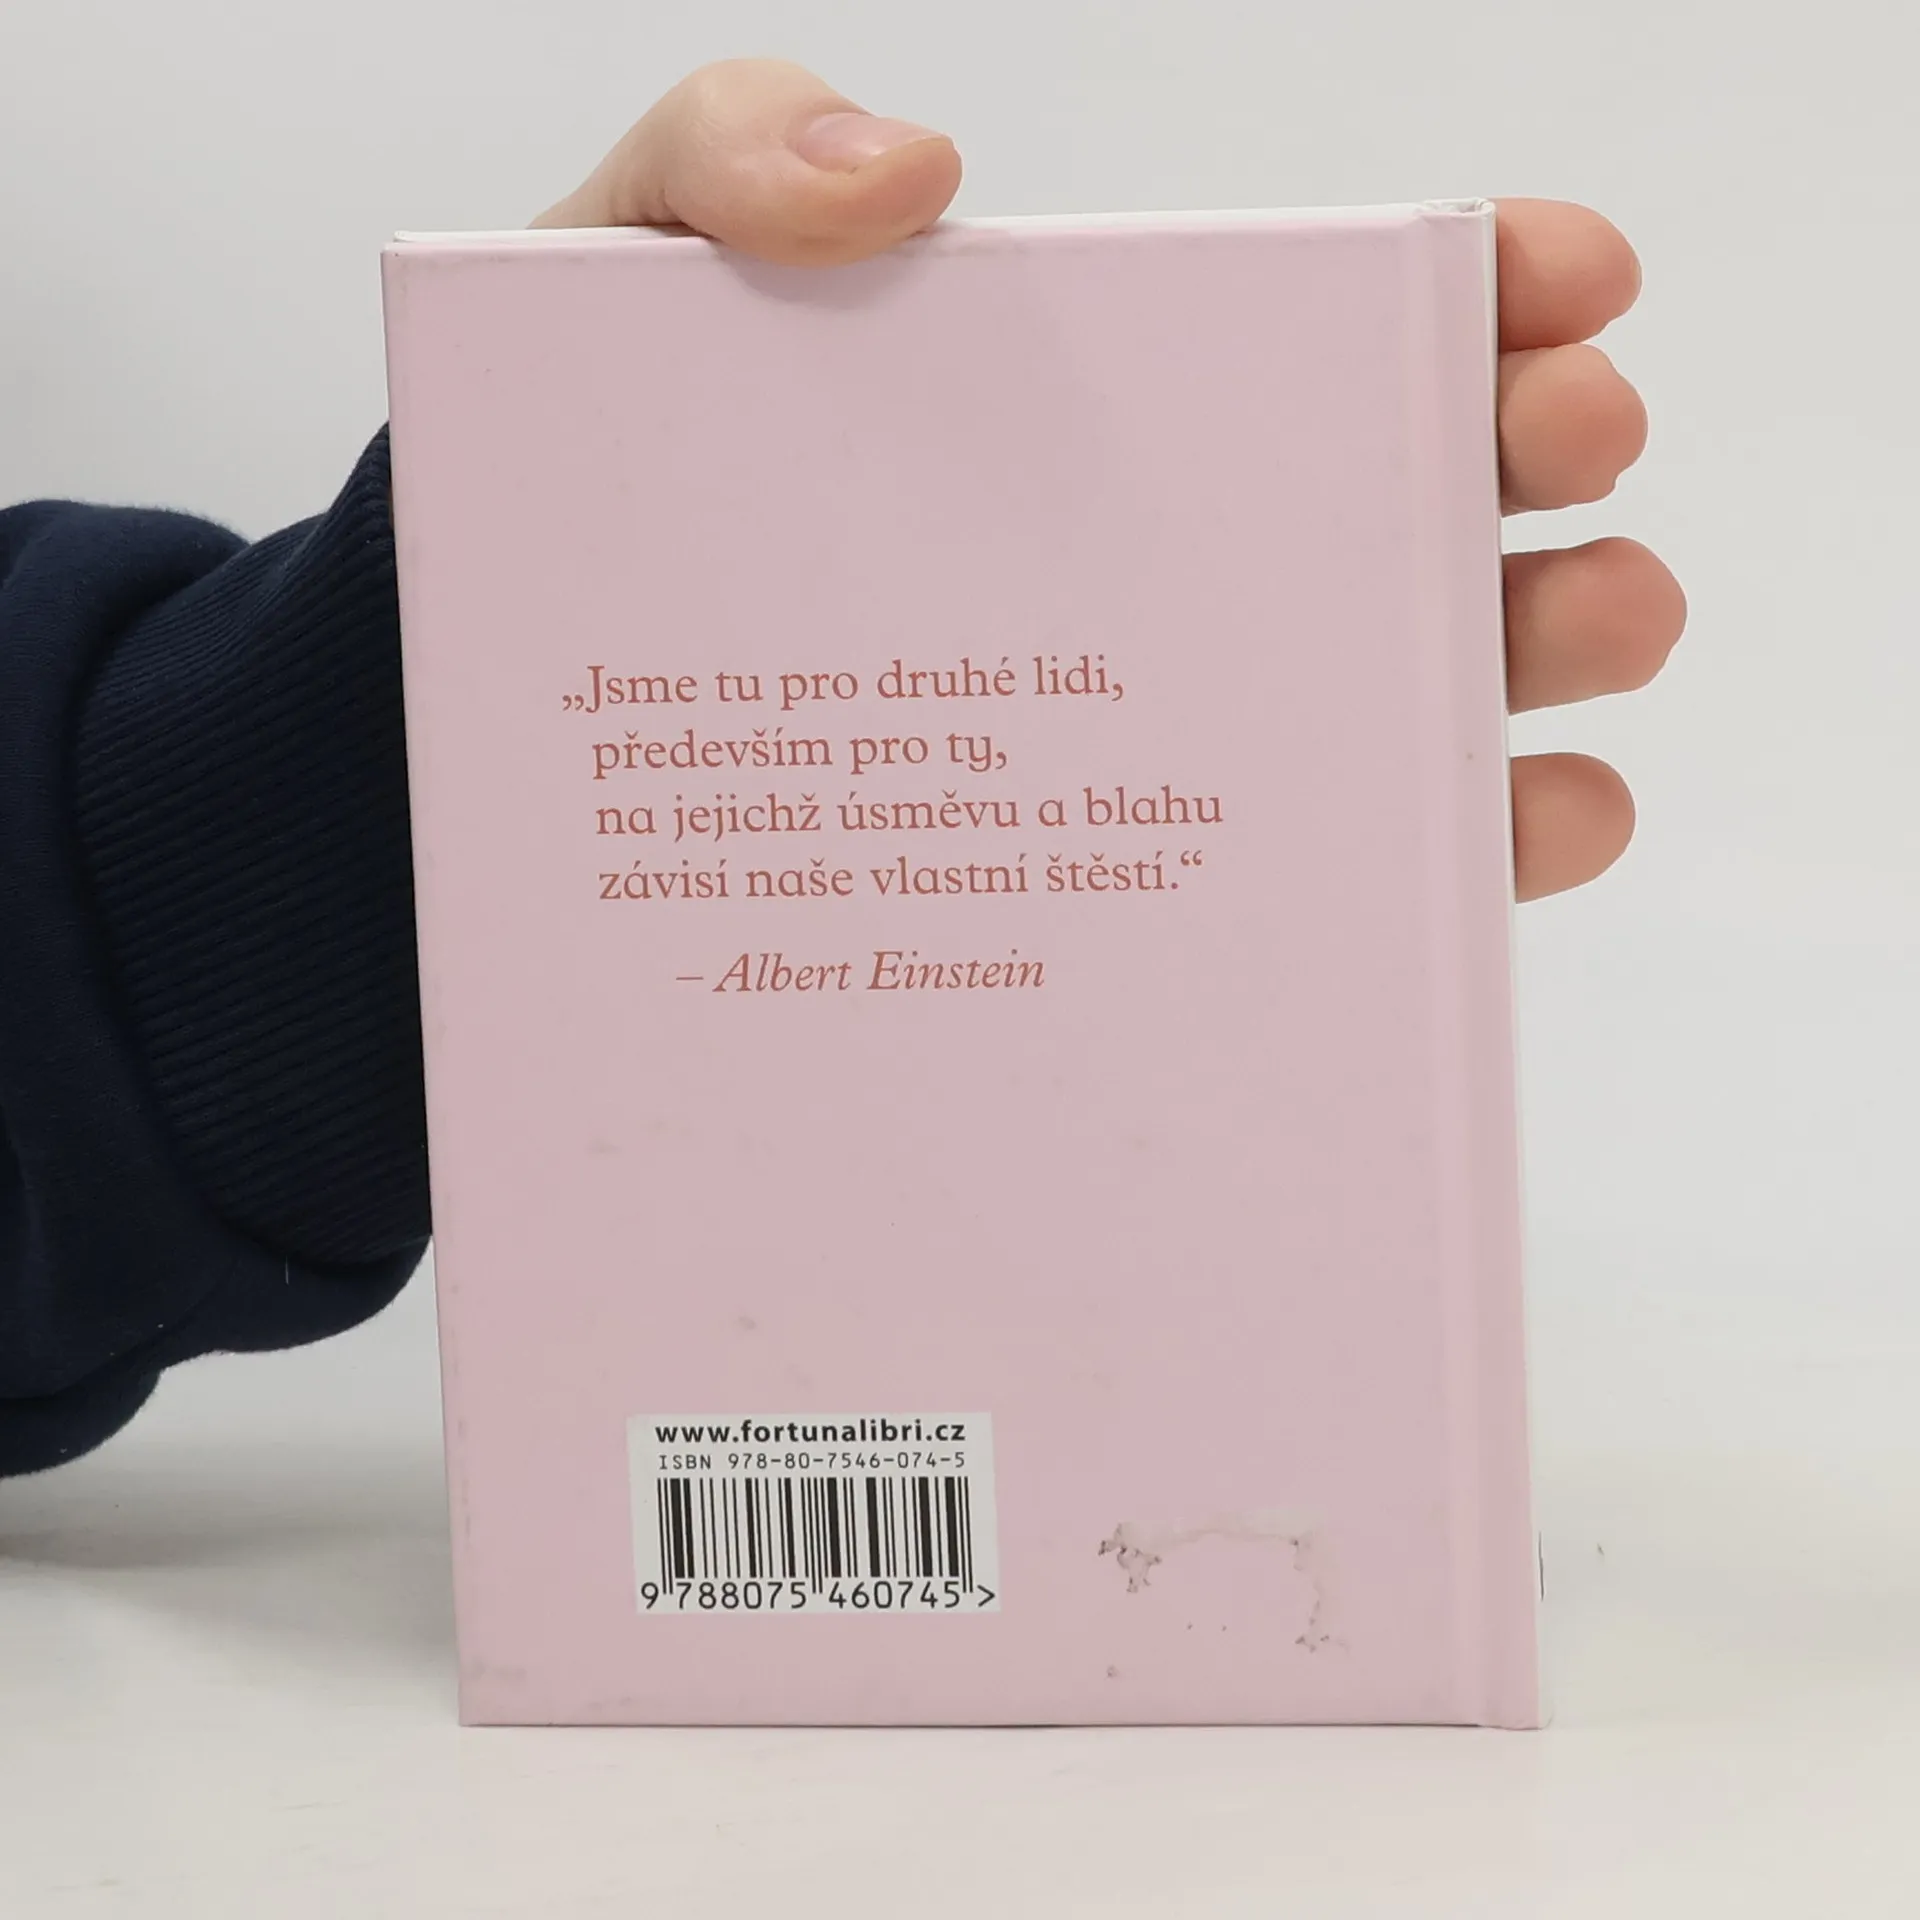 „Jsme tu pro druhé lidi,
především pro ty,
na jejichž úsměvu a blahu
závisí naše vlastní štěstí.“
– Albert Einstein
www.fortunalibri.cz
ISBN 978-80-7546-074-5
9 788075 460745 >